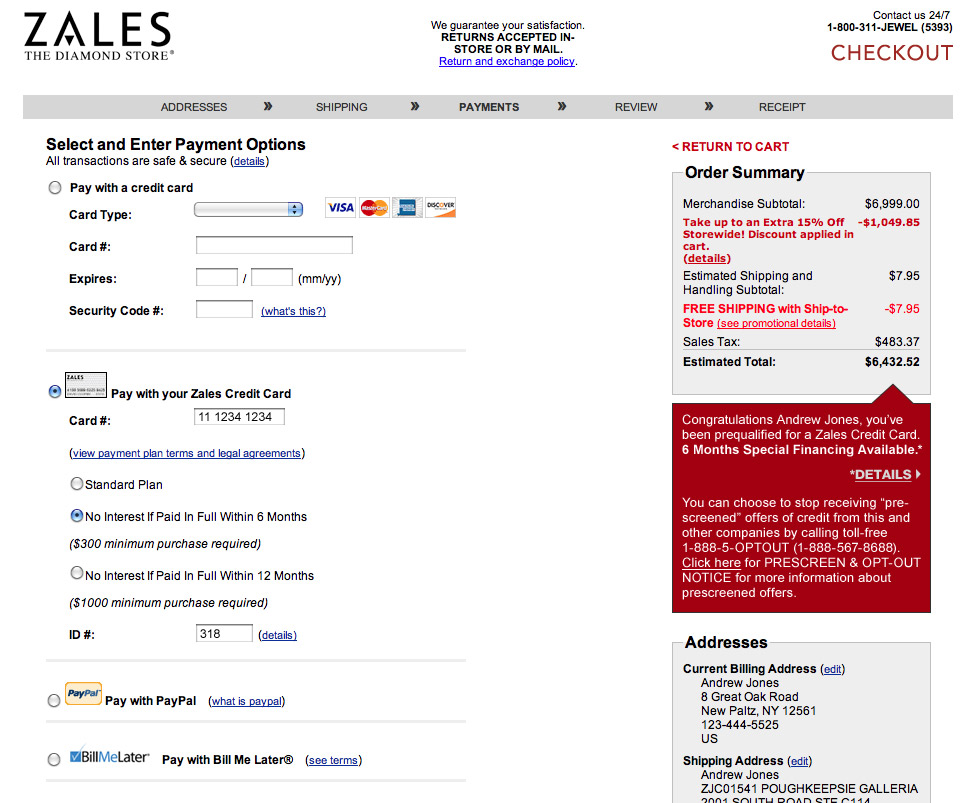 ZALES
THE DIAMOND STORE®
We guarantee your satisfaction.
RETURNS ACCEPTED IN-
STORE OR BY MAIL.
Return and exchange policy.
Contact us 24/7
1-800-311-JEWEL (5393)
CHECKOUT
ADDRESSES » SHIPPING » PAYMENTS » REVIEW » RECEIPT
Select and Enter Payment Options
All transactions are safe & secure (details)
Pay with a credit card
Card Type:
VISA MasterCard DISCOVER
Card #:
Expires: / (mm/yy)
Security Code #: (what's this?)
ZALES
Pay with your Zales Credit Card
Card #: 11 1234 1234
(view payment plan terms and legal agreements)
Standard Plan
No Interest If Paid In Full Within 6 Months
($300 minimum purchase required)
No Interest If Paid In Full Within 12 Months
($1000 minimum purchase required)
ID #: 318 (details)
PayPal Pay with PayPal (what is paypal)
BillMeLater® Pay with Bill Me Later® (see terms)
< RETURN TO CART
Order Summary
Merchandise Subtotal: $6,999.00
Take up to an Extra 15% Off -$1,049.85
Storewide! Discount applied in
cart.
(details)
Estimated Shipping and $7.95
Handling Subtotal:
FREE SHIPPING with Ship-to- -$7.95
Store (see promotional details)
Sales Tax: $483.37
Estimated Total: $6,432.52
Congratulations Andrew Jones, you've
been prequalified for a Zales Credit Card.
6 Months Special Financing Available.*
*DETAILS
You can choose to stop receiving “pre-
screened” offers of credit from this and
other companies by calling toll-free
1-888-5-OPTOUT (1-888-567-8688).
Click here for PRESCREEN & OPT-OUT
NOTICE for more information about
prescreened offers.
Addresses
Current Billing Address (edit)
Andrew Jones
8 Great Oak Road
New Paltz, NY 12561
123-444-5525
US
Shipping Address (edit)
Andrew Jones
ZJC01541 POUGHKEEPSIE GALLERIA
2001 SOUTH ROAD STE C114